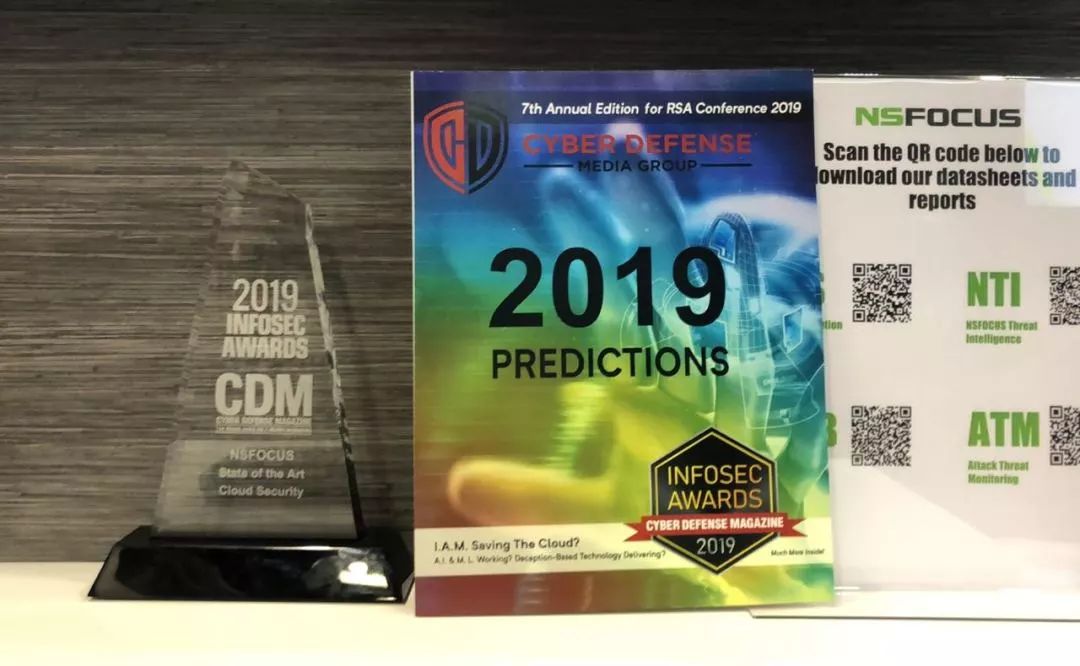 2019
INFOSEC
AWARDS
CDM
CYBER DEFENSE MAGAZINE
NSFOCUS
State of the Art
Cloud Security
7th Annual Edition for RSA Conference 2019
CD
CYBER DEFENSE
MEDIA GROUP
2019
PREDICTIONS
INFOSEC
AWARDS
CYBER DEFENSE MAGAZINE
2019
I.A.M. Saving The Cloud?
A.I. & M. L. Working? Deception-Based Technology Delivering?
Much More Inside!
NSFOCUS
Scan the QR code below to
ownload our datasheets and
reports
NTI
NSFOCUS Threat
Intelligence
ATM
Attack Threat
Monitoring